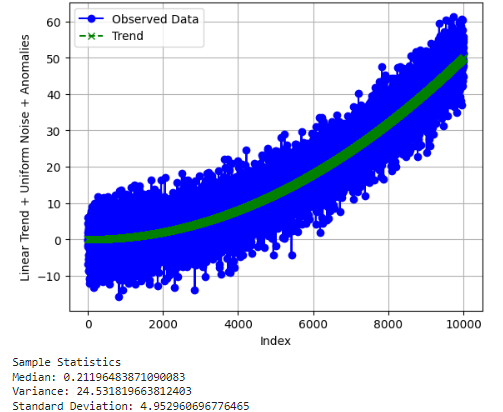 Observed Data
Trend
60
50
40
30
20
10
0
−10
Linear Trend + Uniform Noise + Anomalies
0
2000
4000
6000
8000
10000
Index
Sample Statistics
Median: 0.21196483871090083
Variance: 24.531819663812403
Standard Deviation: 4.952960696776465